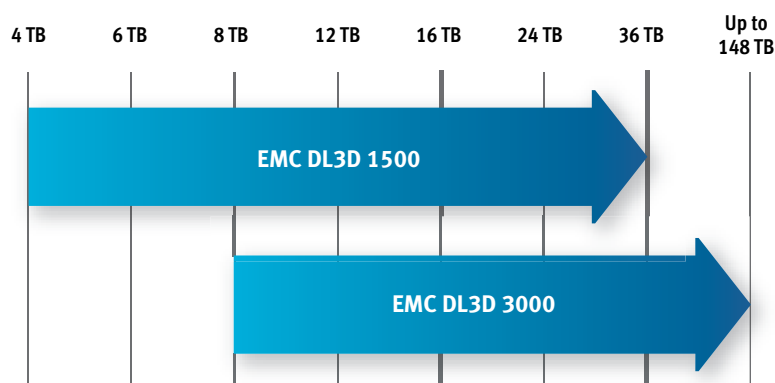 4 TB 6 TB 8 TB 12 TB 16 TB 24 TB 36 TB Up to
148 TB
EMC DL3D 1500
EMC DL3D 3000